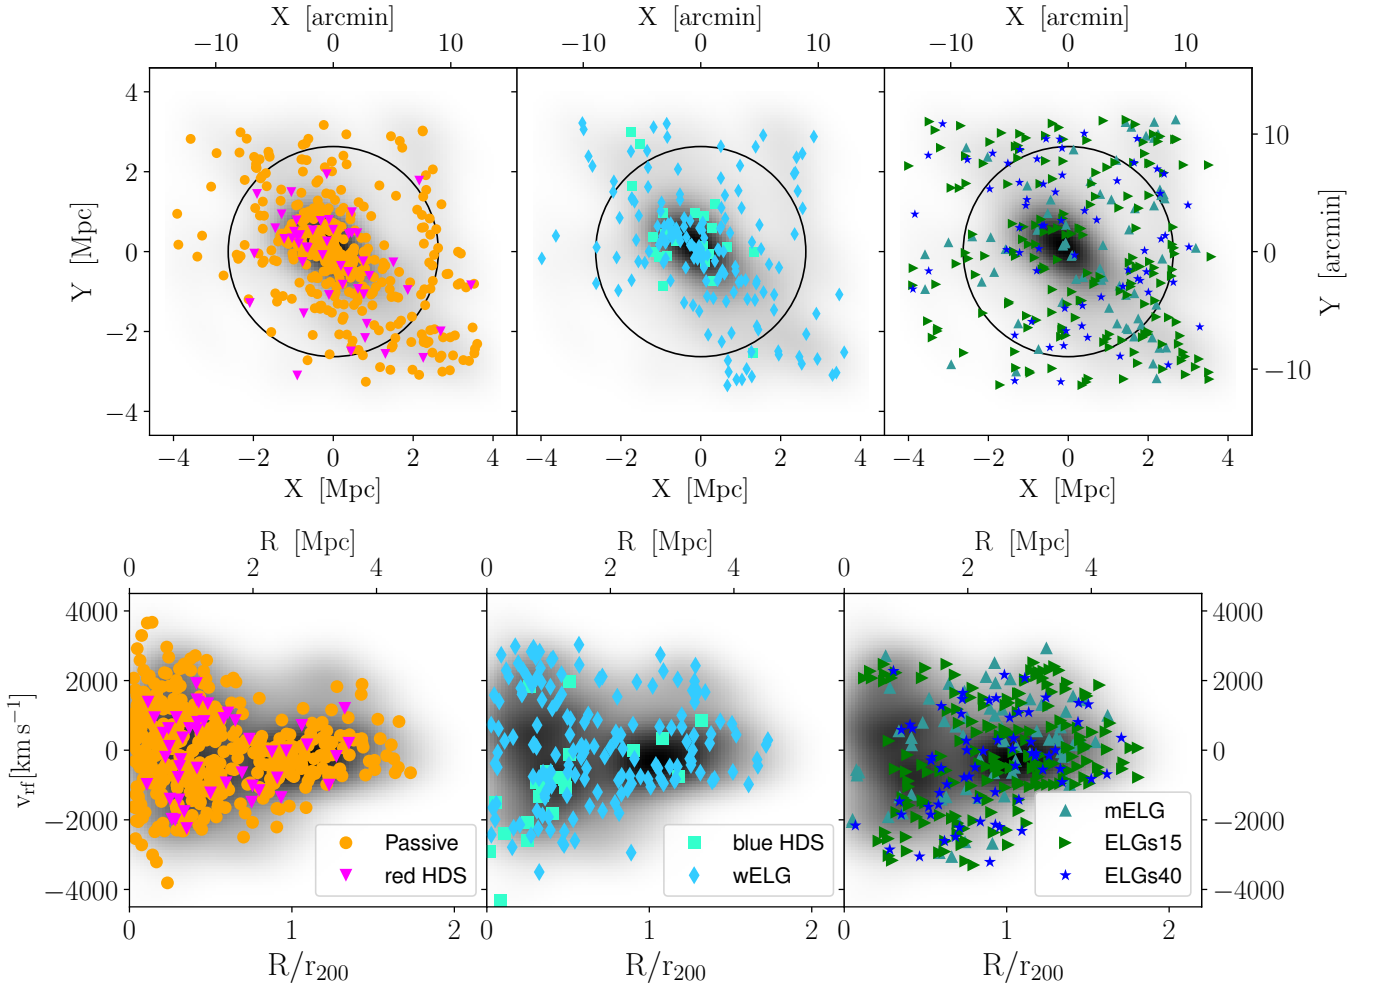 X [arcmin] X [arcmin] X [arcmin]
−10 0 10 −10 0 10 −10 0 10
4
2
0
−2
−4
Y [Mpc]
10
0
−10
Y [arcmin]
−4 −2 0 2 4 −4 −2 0 2 4 −4 −2 0 2 4
X [Mpc] X [Mpc] X [Mpc]
R [Mpc] R [Mpc] R [Mpc]
0 2 4 0 2 4 0 2 4
4000
2000
0
−2000
−4000
v_rf [km s⁻¹]
Passive
red HDS
blue HDS
wELG
mELG
ELGs15
ELGs40
4000
2000
0
−2000
−4000
0 1 2 0 1 2 0 1 2
R/r₂₀₀ R/r₂₀₀ R/r₂₀₀